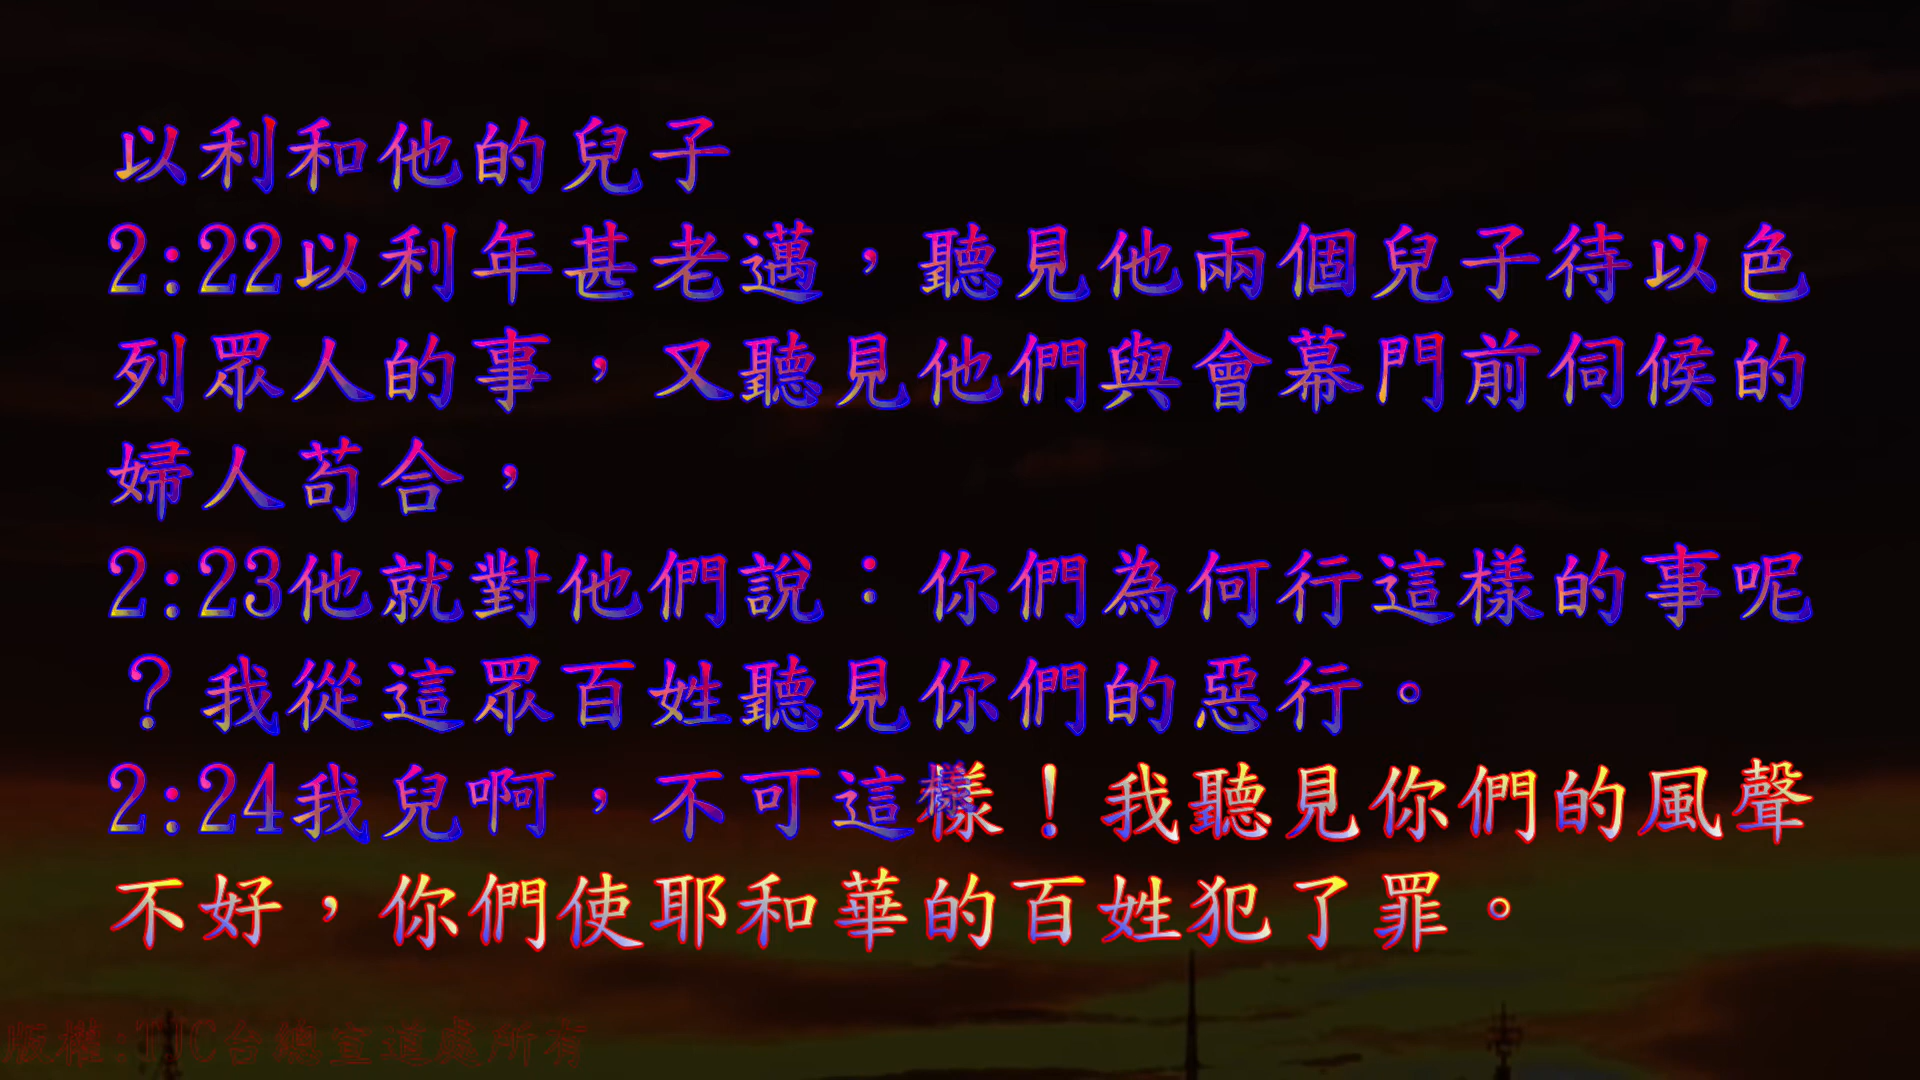 以利和他的兒子
2:22以利年甚老邁，聽見他兩個兒子待以色
列眾人的事，又聽見他們與會幕門前伺候的
婦人苟合，
2:23他就對他們說：你們為何行這樣的事呢
？我從這眾百姓聽見你們的惡行。
2:24我兒啊，不可這樣！我聽見你們的風聲
不好，你們使耶和華的百姓犯了罪。
版權:TJC台總宣道處所有